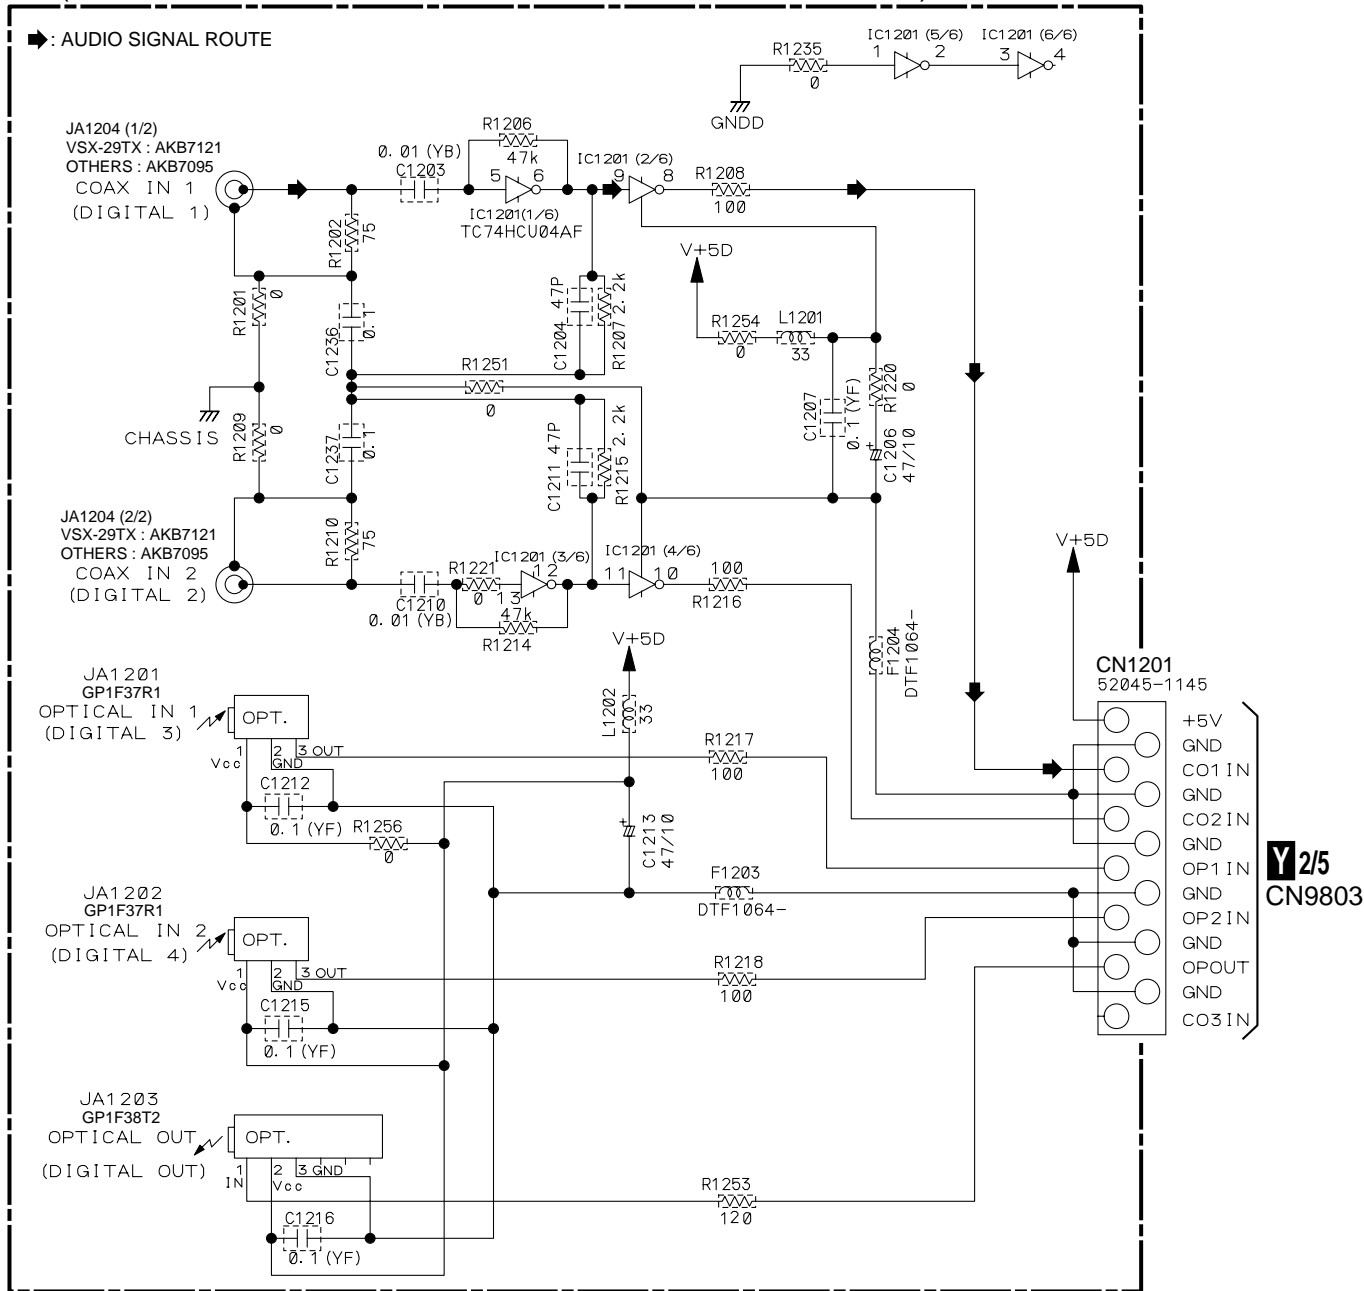 : AUDIO SIGNAL ROUTE
R1235
0
GNDD
IC1201 (5/6)
1 2
IC1201 (6/6)
3 4
JA1204 (1/2)
VSX-29TX : AKB7121
OTHERS : AKB7095
COAX IN 1
(DIGITAL 1)
0.01 (YB)
C1203
R1206
47k
5 6
IC1201(1/6)
TC74HCU04AF
IC1201 (2/6)
9 8
R1208
100
R1202
75
R1201
0
C1236
0.1
C1204 47P
R1207 2.2k
V+5D
R1254
0
L1201
33
R1251
0
CHASSIS
R1209
0
C1237
0.1
C1211 47P
R1215 2.2k
C1207
0.1 (YF)
R1220
0
C1206
+
47/10
JA1204 (2/2)
VSX-29TX : AKB7121
OTHERS : AKB7095
COAX IN 2
(DIGITAL 2)
R1210
75
C1210
0.01 (YB)
R1221
0
IC1201 (3/6)
13 12
47k
R1214
IC1201 (4/6)
11 10
100
R1216
V+5D
F1204
DTF1064-
V+5D
L1202
33
CN1201
52045-1145
JA1201
GP1F37R1
OPTICAL IN 1
(DIGITAL 3)
OPT.
1 2 3 OUT
Vcc GND
C1212
0.1 (YF)
R1256
0
R1217
100
+
C1213
47/10
F1203
DTF1064-
+5V
GND
CO1IN
GND
CO2IN
GND
OP1IN
GND
OP2IN
GND
OPOUT
GND
CO3IN
Y 2/5
CN9803
JA1202
GP1F37R1
OPTICAL IN 2
(DIGITAL 4)
OPT.
1 2 3 OUT
Vcc GND
C1215
0.1 (YF)
R1218
100
JA1203
GP1F38T2
OPTICAL OUT
(DIGITAL OUT)
OPT.
1 2 3 GND
IN Vcc
C1216
0.1 (YF)
R1253
120